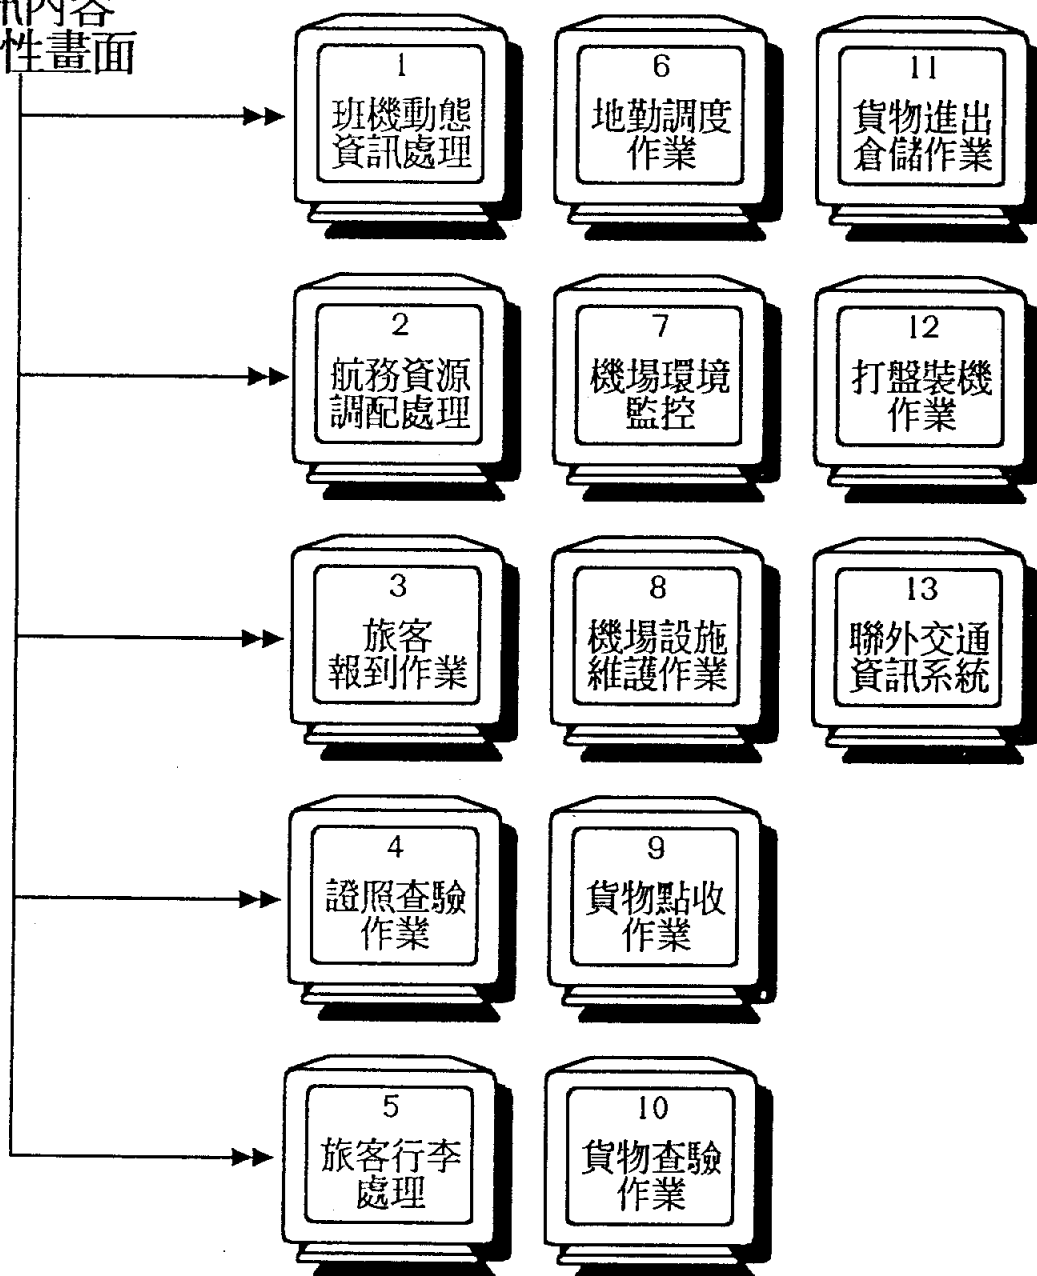 內容
性畫面
1
班機動態
資訊處理
6
地勤調度
作業
11
貨物進出
倉儲作業
2
航務資源
調配處理
7
機場環境
監控
12
打盤裝機
作業
3
旅客
報到作業
8
機場設施
維護作業
13
聯外交通
資訊系統
4
證照查驗
作業
9
貨物點收
作業
5
旅客行李
處理
10
貨物查驗
作業